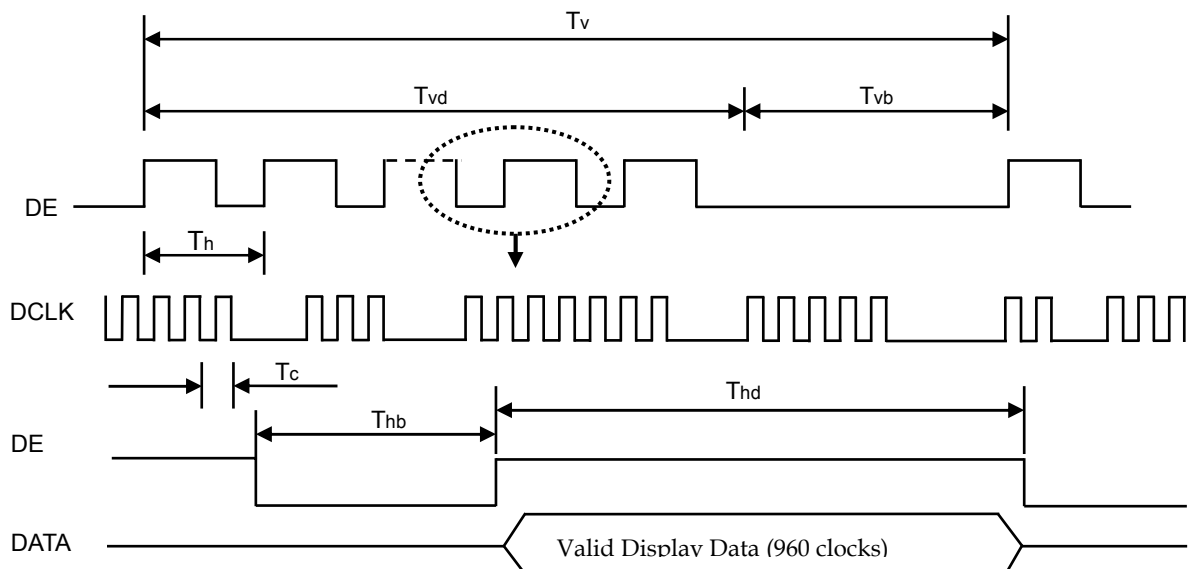 Tv
Tvd
Tvb
DE
Th
DCLK
Tc
Thd
Thb
DE
DATA
Valid Display Data (960 clocks)